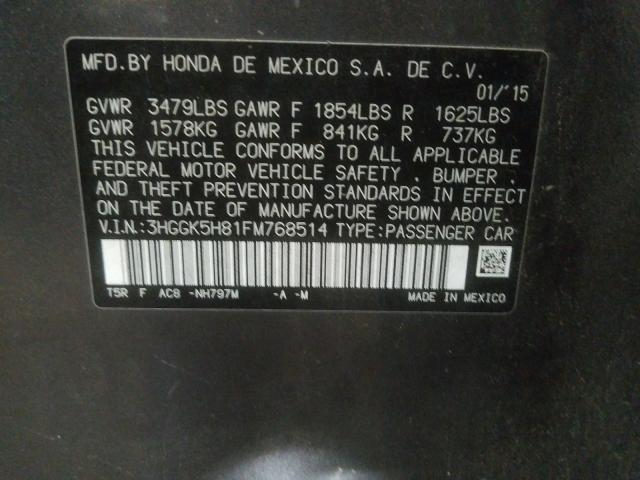 MFD.BY HONDA DE MEXICO S.A. DE C.V.
01/'15
GVWR 3479LBS GAWR F 1854LBS R 1625LBS
GVWR 1578KG GAWR F 841KG R 737KG
THIS VEHICLE CONFORMS TO ALL APPLICABLE
FEDERAL MOTOR VEHICLE SAFETY . BUMPER .
AND THEFT PREVENTION STANDARDS IN EFFECT
ON THE DATE OF MANUFACTURE SHOWN ABOVE.
V.I.N.:3HGGK5H81FM768514 TYPE:PASSENGER CAR
T5R F AC8 -NH797M -A -M MADE IN MEXICO